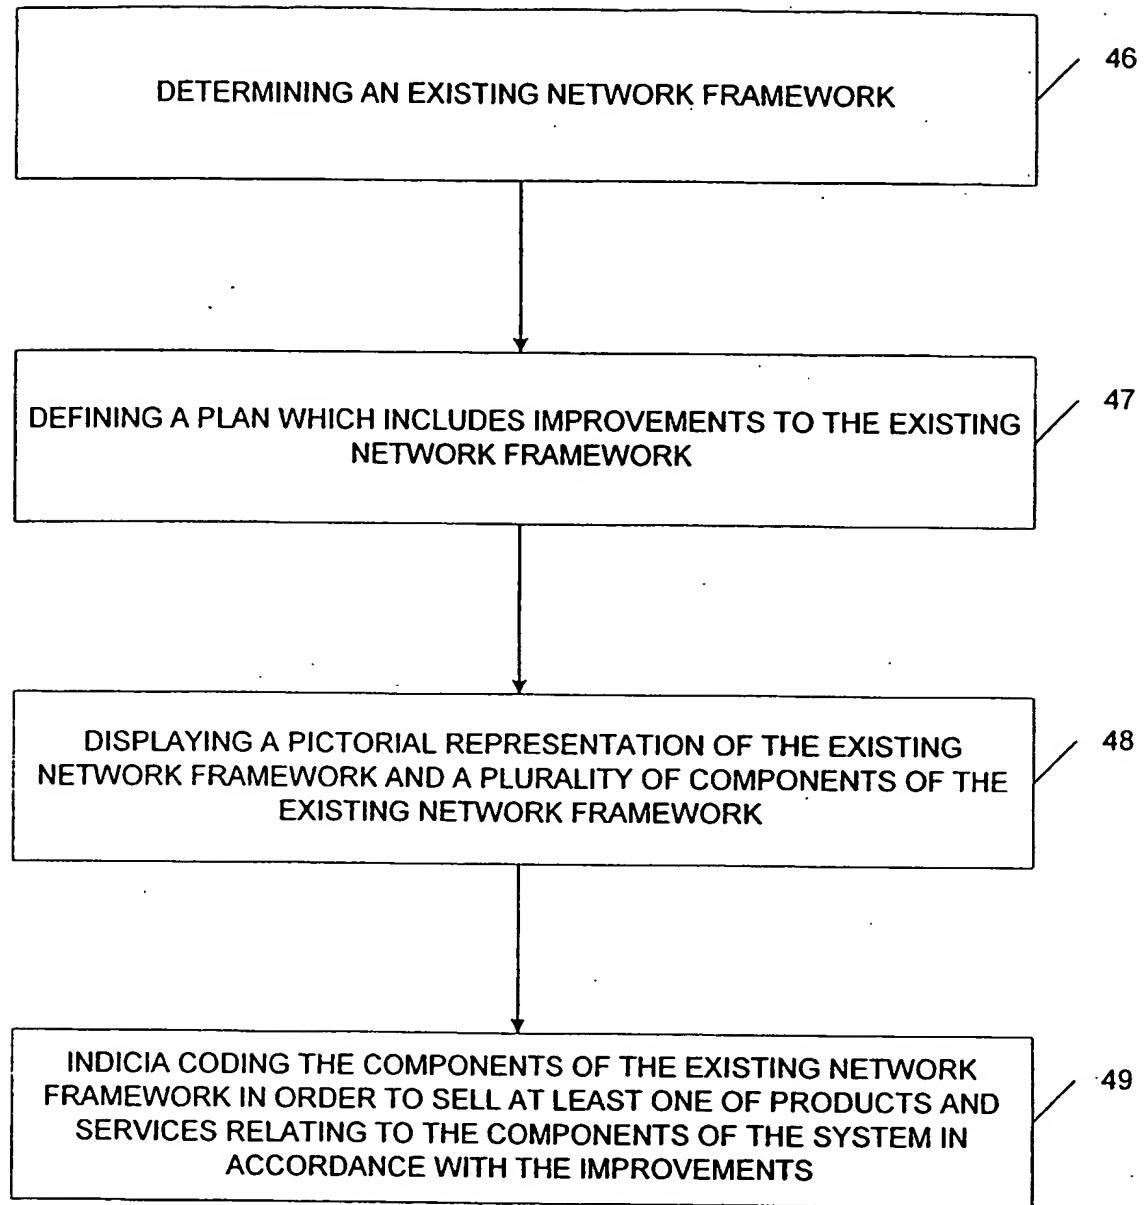 DETERMINING AN EXISTING NETWORK FRAMEWORK
46
DEFINING A PLAN WHICH INCLUDES IMPROVEMENTS TO THE EXISTING
NETWORK FRAMEWORK
47
DISPLAYING A PICTORIAL REPRESENTATION OF THE EXISTING
NETWORK FRAMEWORK AND A PLURALITY OF COMPONENTS OF THE
EXISTING NETWORK FRAMEWORK
48
INDICIA CODING THE COMPONENTS OF THE EXISTING NETWORK
FRAMEWORK IN ORDER TO SELL AT LEAST ONE OF PRODUCTS AND
SERVICES RELATING TO THE COMPONENTS OF THE SYSTEM IN
ACCORDANCE WITH THE IMPROVEMENTS
49